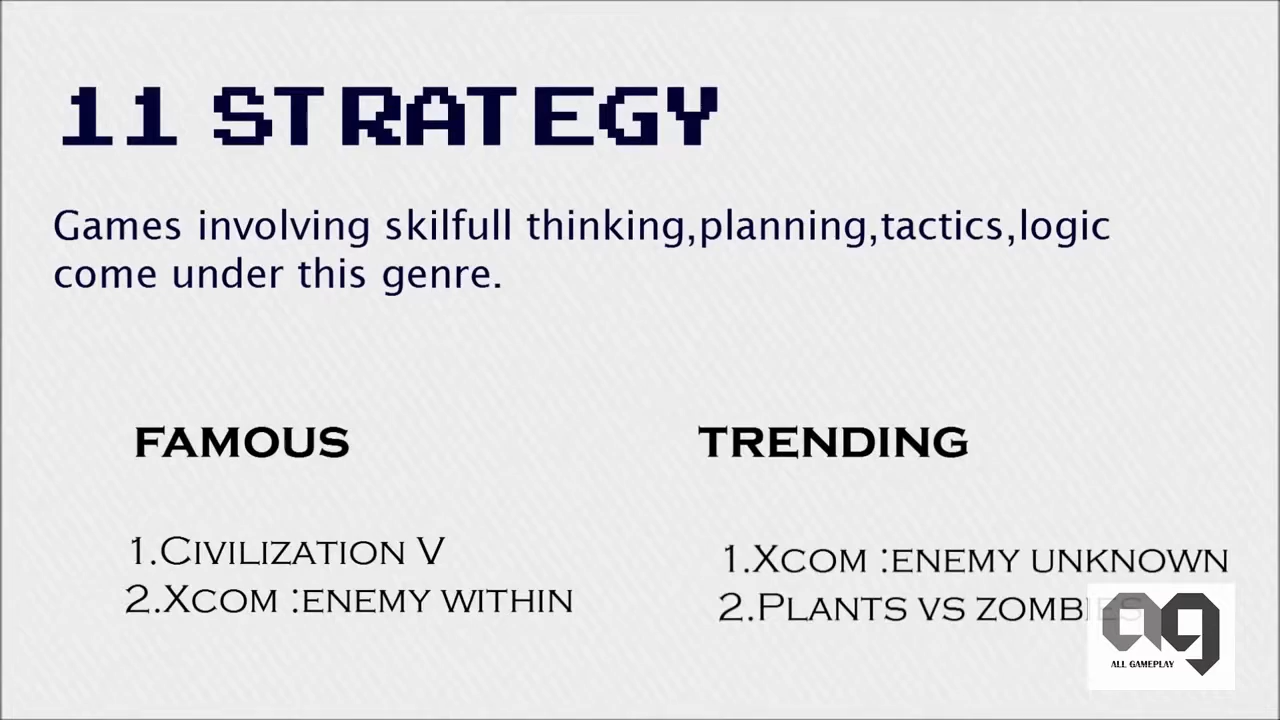 11 STRATEGY
Games involving skilfull thinking,planning,tactics,logic
come under this genre.
FAMOUS
TRENDING
1.Civilization V
2.Xcom :enemy within
1.Xcom :enemy unknown
2.Plants vs zombies
ALL GAMEPLAY